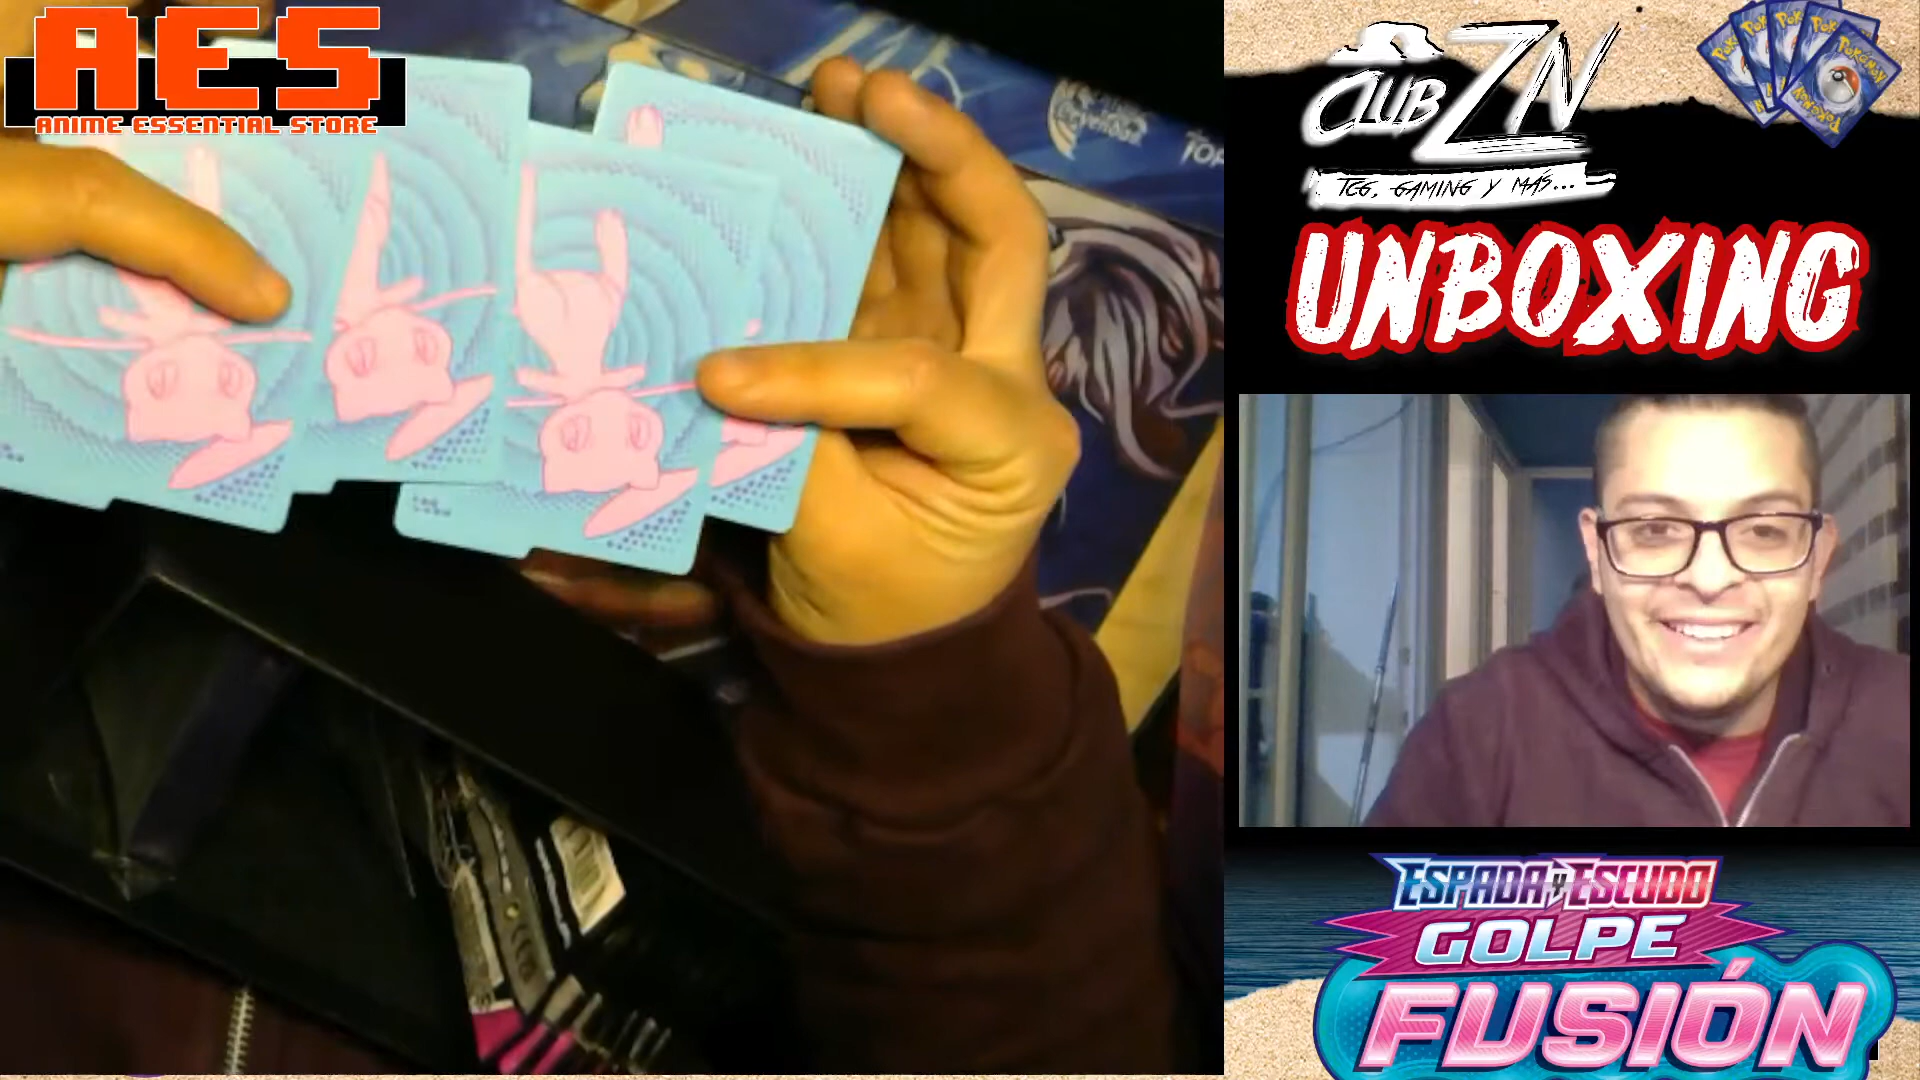 AES
ANIME ESSENTIAL STORE
CLUB ZN
TCG, GAMING Y MÁS...
UNBOXING
ESPADA Y ESCUDO
GOLPE
FUSIÓN